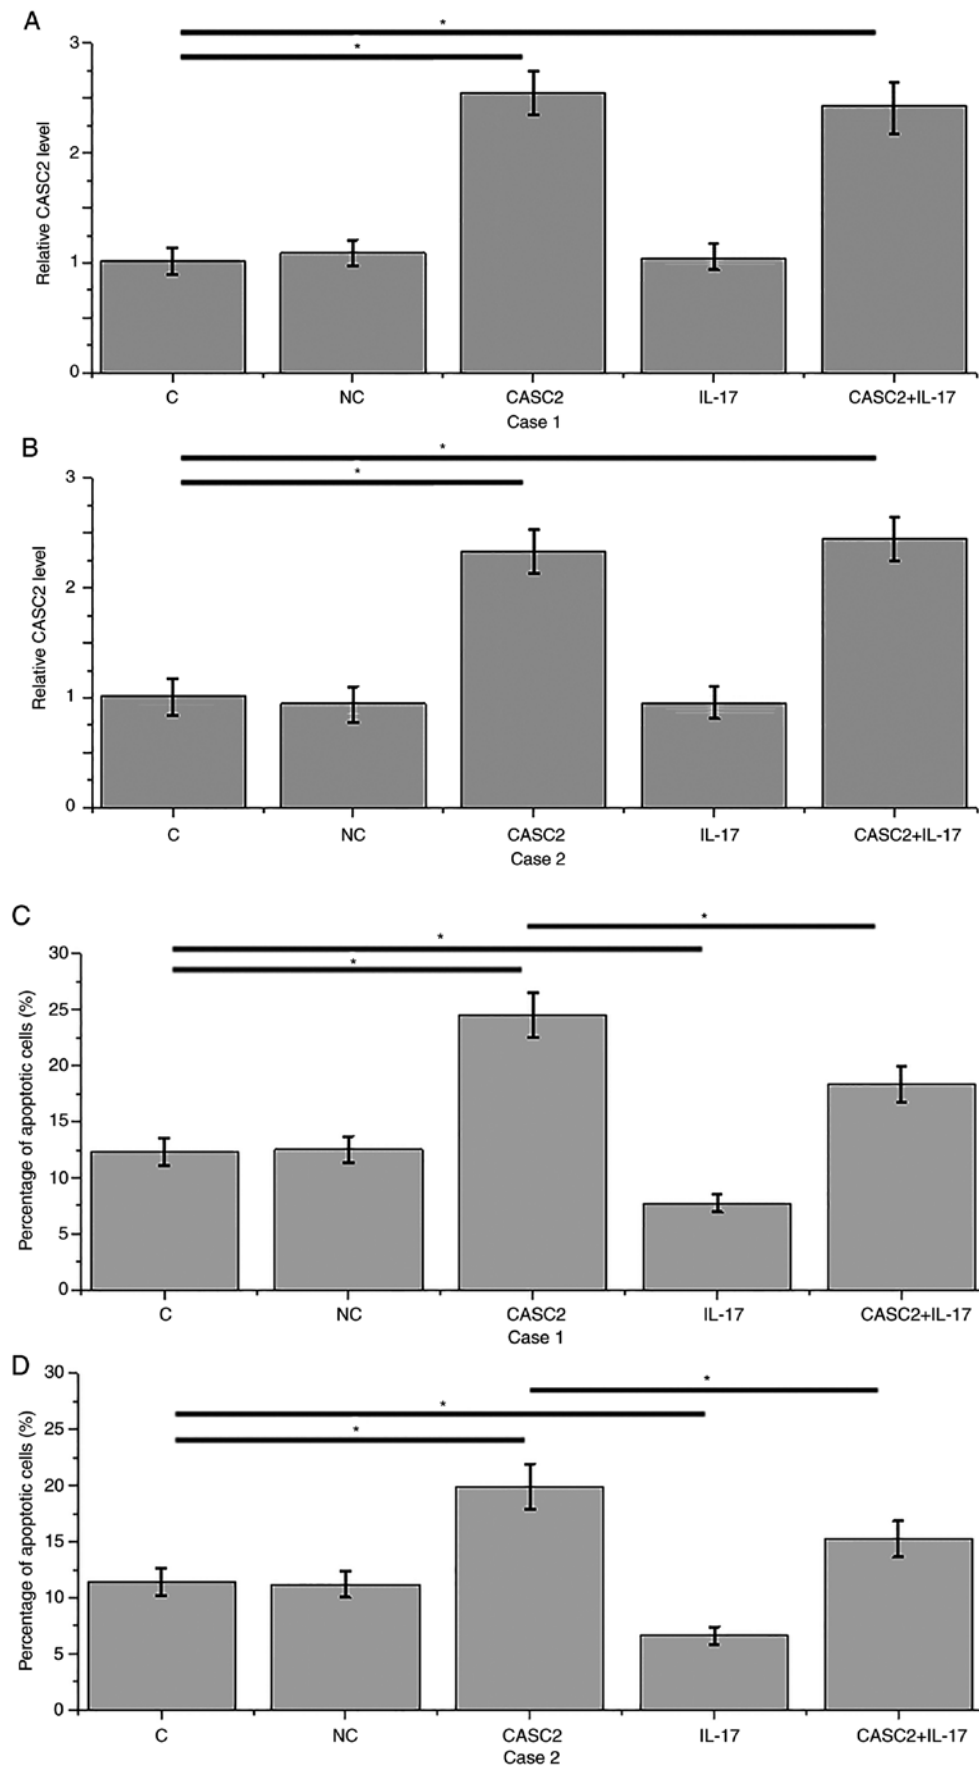 A
*
*
3
2
1
0
Relative CASC2 level
C NC CASC2 IL-17 CASC2+IL-17
Case 1
B
*
*
3
2
1
0
Relative CASC2 level
C NC CASC2 IL-17 CASC2+IL-17
Case 2
C
*
*
*
30
25
20
15
10
5
0
Percentage of apoptotic cells (%)
C NC CASC2 IL-17 CASC2+IL-17
Case 1
D
*
*
*
30
25
20
15
10
5
0
Percentage of apoptotic cells (%)
C NC CASC2 IL-17 CASC2+IL-17
Case 2